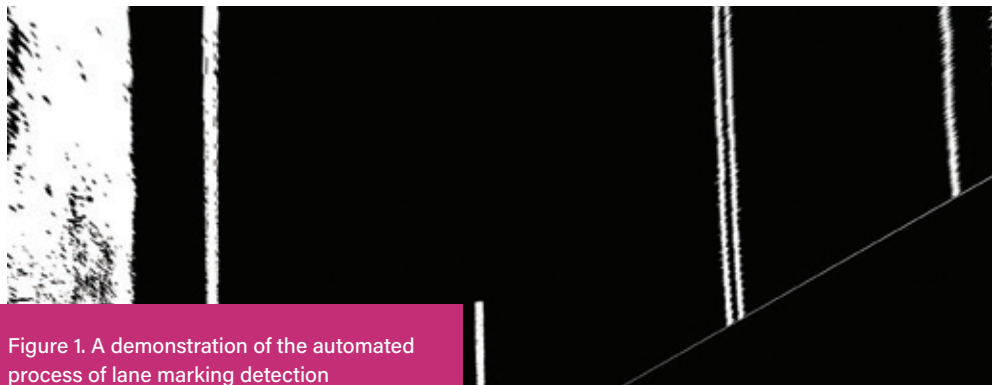 Figure 1. A demonstration of the automated
process of lane marking detection